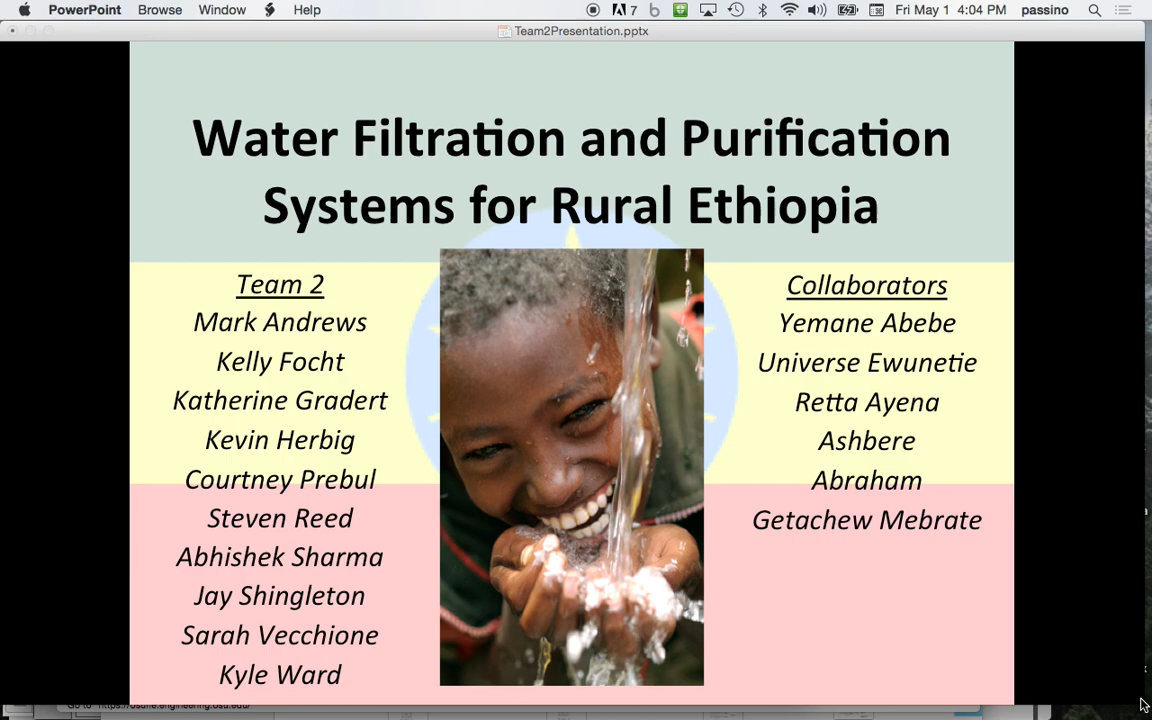 PowerPoint Browse Window Help 7 Fri May 1 4:04 PM passino
Team2Presentation.pptx
Water Filtration and Purification
Systems for Rural Ethiopia
Team 2
Mark Andrews
Kelly Focht
Katherine Gradert
Kevin Herbig
Courtney Prebul
Steven Reed
Abhishek Sharma
Jay Shingleton
Sarah Vecchione
Kyle Ward
Collaborators
Yemane Abebe
Universe Ewunetie
Retta Ayena
Ashbere
Abraham
Getachew Mebrate